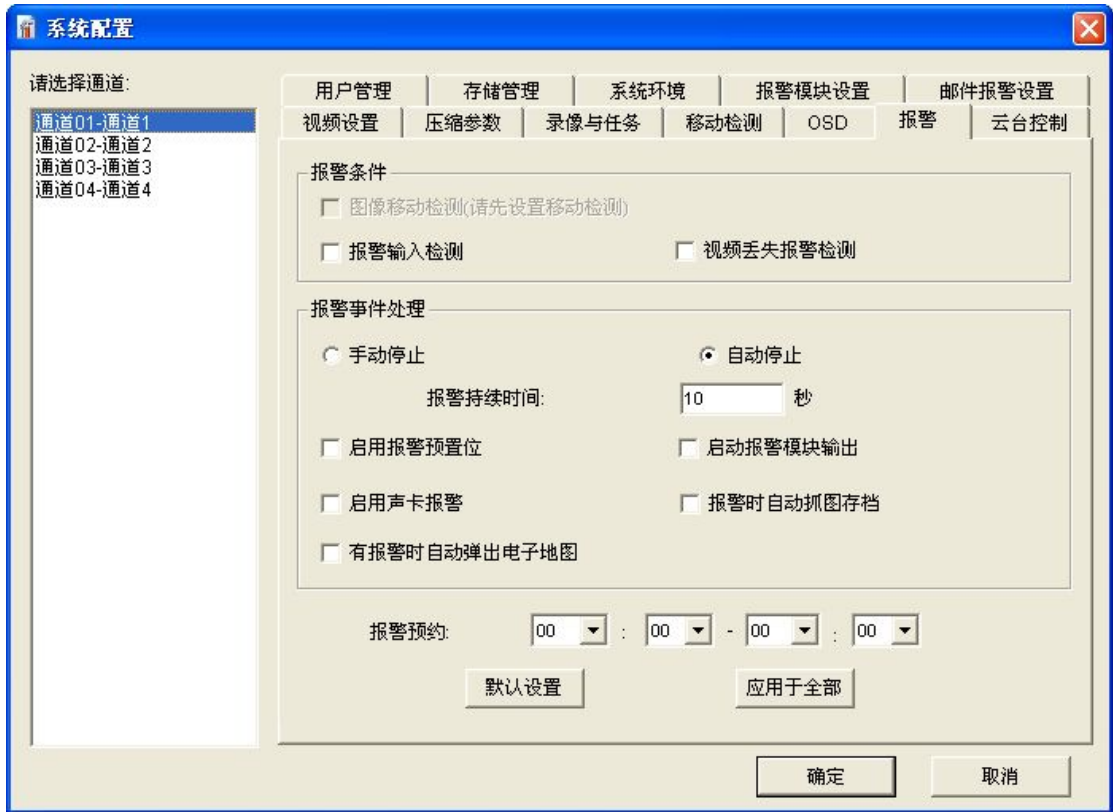 系统配置
请选择通道:
通道01-通道1
通道02-通道2
通道03-通道3
通道04-通道4
用户管理 存储管理 系统环境 报警模块设置 邮件报警设置
视频设置 压缩参数 录像与任务 移动检测 OSD 报警 云台控制
报警条件
图像移动检测(请先设置移动检测)
报警输入检测 视频丢失报警检测
报警事件处理
手动停止 自动停止
报警持续时间: 10 秒
启用报警预置位 启动报警模块输出
启用声卡报警 报警时自动抓图存档
有报警时自动弹出电子地图
报警预约: 00 : 00 - 00 : 00
默认设置 应用于全部
确定 取消